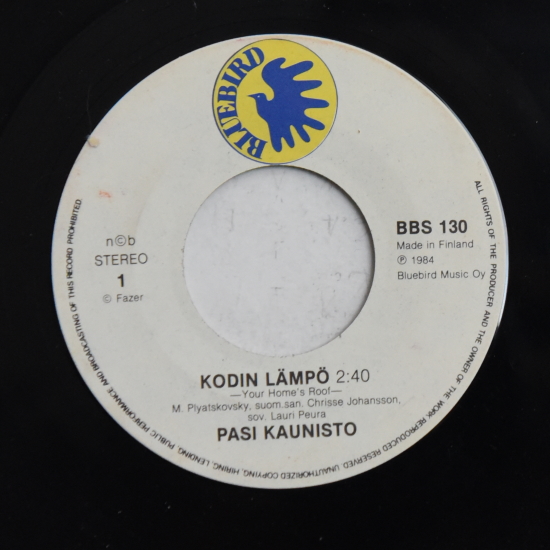 BLUEBIRD
n©b
STEREO
1
© Fazer
BBS 130
Made in Finland
℗ 1984
Bluebird Music Oy
KODIN LÄMPÖ 2:40
—Your Home's Roof—
M. Plyatskovsky, suom.san. Chrisse Johansson,
sov. Lauri Peura
PASI KAUNISTO
ALL RIGHTS OF THE PRODUCER AND THE OWNER OF THE WORK REPRODUCED RESERVED. UNAUTHORIZED COPYING, HIRING, LENDING, PUBLIC PERFORMANCE AND BROADCASTING OF THIS RECORD PROHIBITED